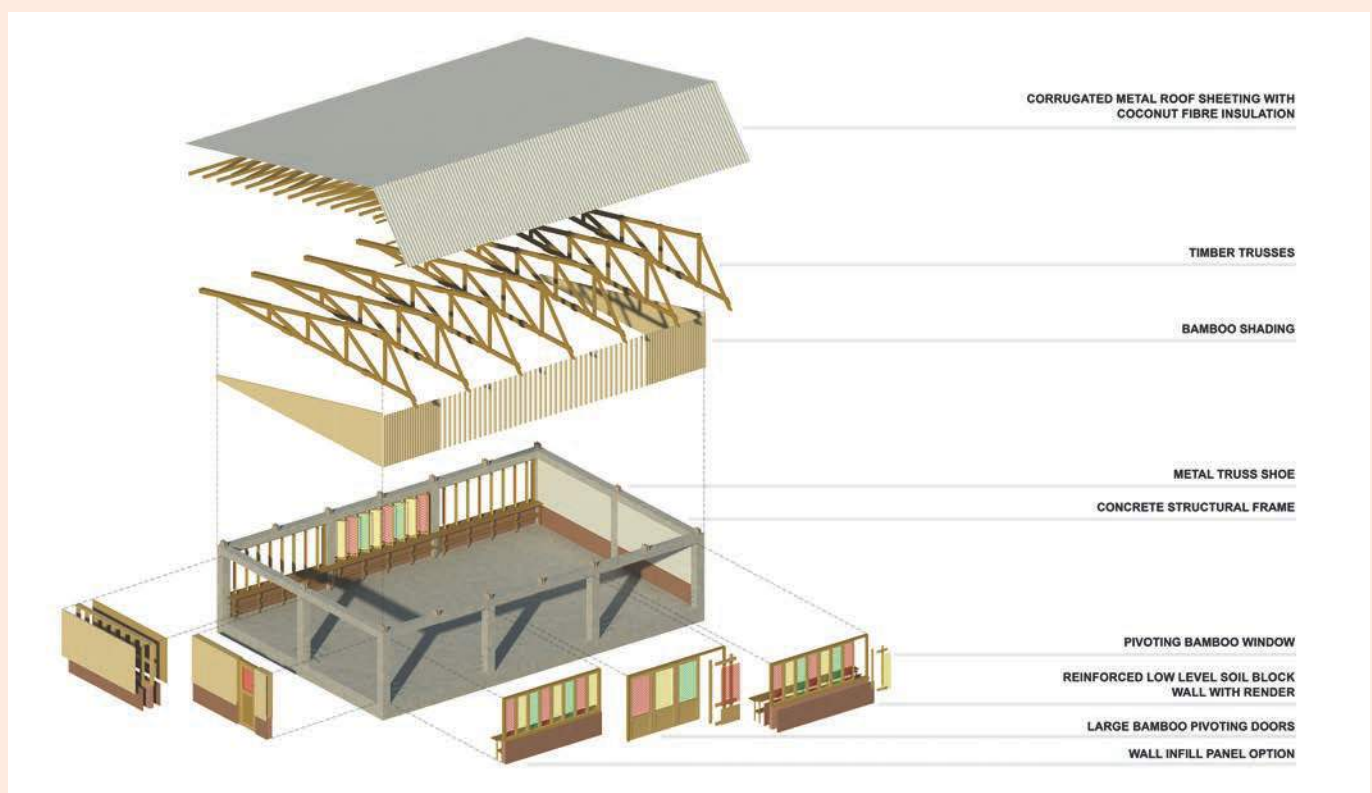 CORRUGATED METAL ROOF SHEETING WITH
COCONUT FIBRE INSULATION
TIMBER TRUSSES
BAMBOO SHADING
METAL TRUSS SHOE
CONCRETE STRUCTURAL FRAME
PIVOTING BAMBOO WINDOW
REINFORCED LOW LEVEL SOIL BLOCK
WALL WITH RENDER
LARGE BAMBOO PIVOTING DOORS
WALL INFILL PANEL OPTION